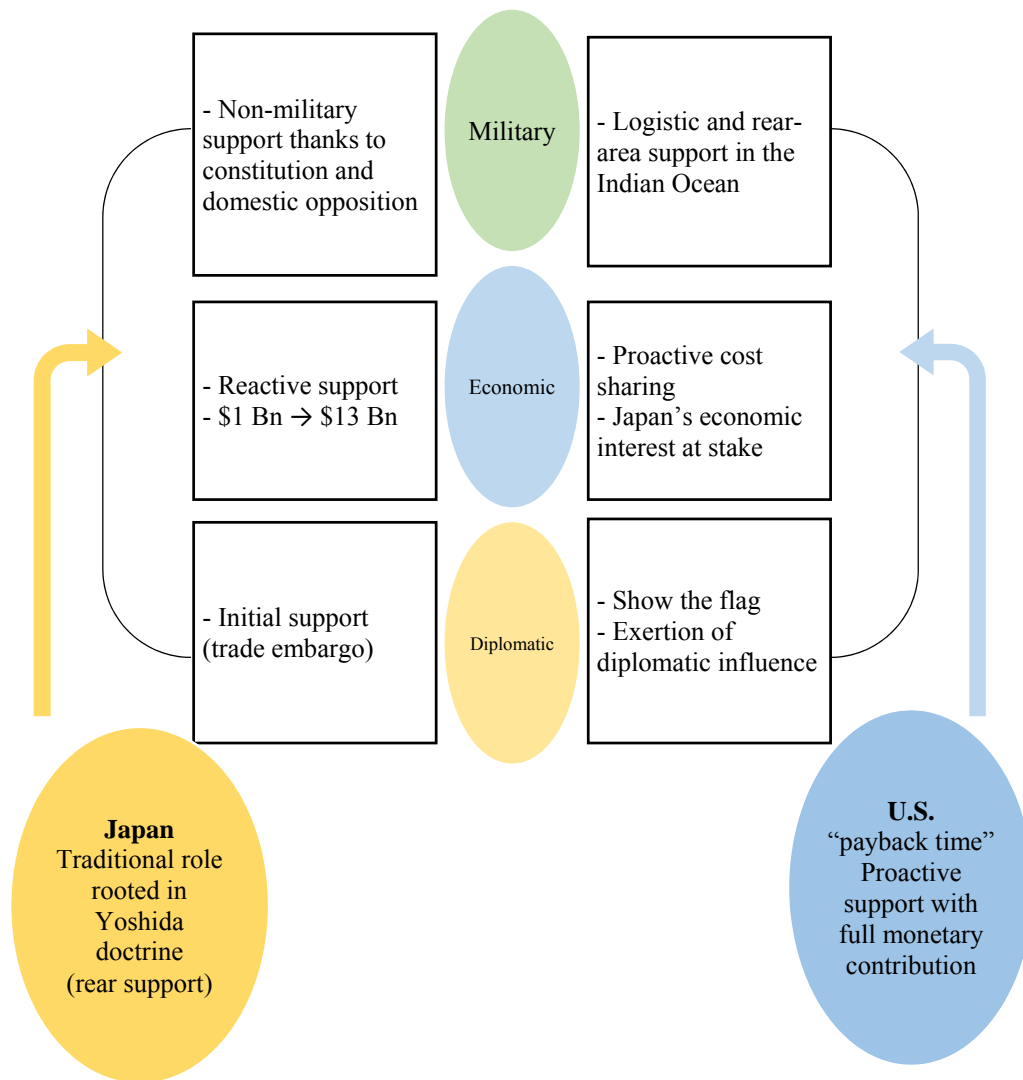 - Non-military
support thanks to
constitution and
domestic opposition
Military
- Logistic and rear-
area support in the
Indian Ocean
- Reactive support
- $1 Bn → $13 Bn
Economic
- Proactive cost
sharing
- Japan’s economic
interest at stake
- Initial support
(trade embargo)
Diplomatic
- Show the flag
- Exertion of
diplomatic influence
Japan
Traditional role
rooted in
Yoshida
doctrine
(rear support)
U.S.
“payback time”
Proactive
support with
full monetary
contribution